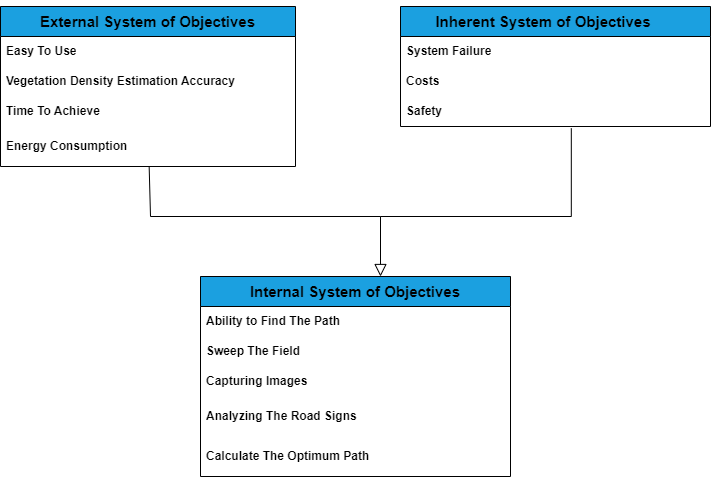 External System of Objectives
Easy To Use
Vegetation Density Estimation Accuracy
Time To Achieve
Energy Consumption
Inherent System of Objectives
System Failure
Costs
Safety
Internal System of Objectives
Ability to Find The Path
Sweep The Field
Capturing Images
Analyzing The Road Signs
Calculate The Optimum Path